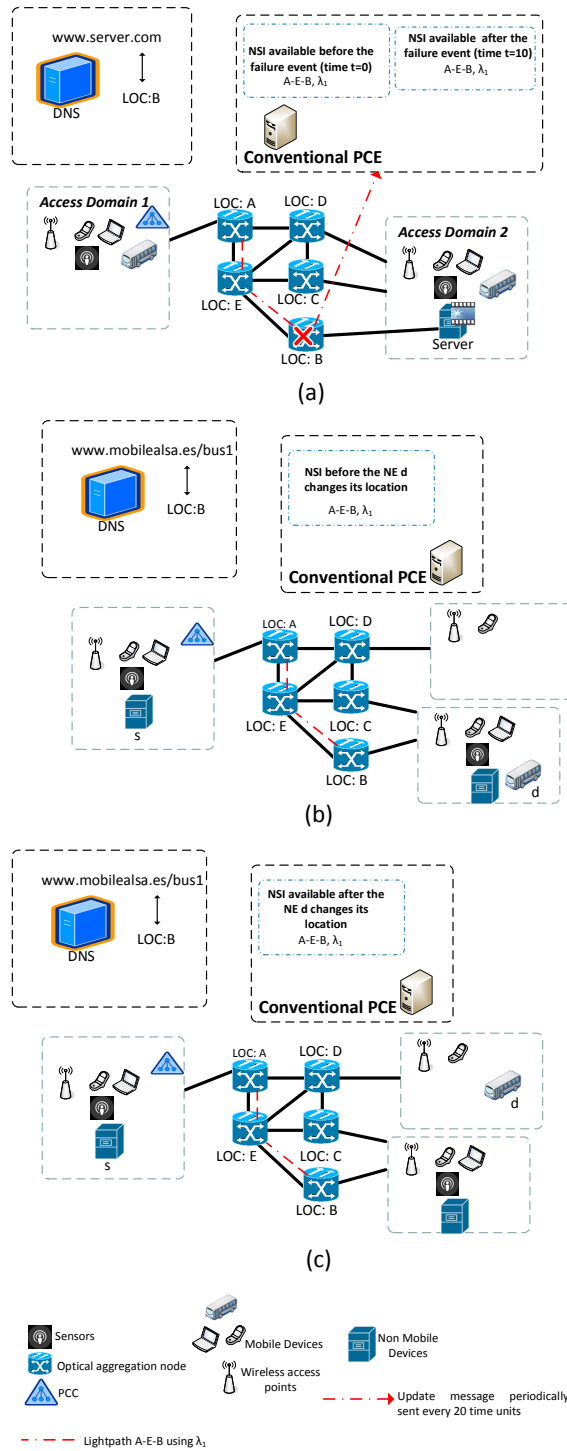 www.server.com
LOC:B
DNS
NSI available before the
failure event (time t=0)
A-E-B, λ1
NSI available after the
failure event (time t=10)
A-E-B, λ1
Conventional PCE
Access Domain 1
LOC: A
LOC: D
LOC: E
LOC: C
LOC: B
Access Domain 2
Server
(a)
www.mobilealsa.es/bus1
LOC:B
DNS
NSI before the NE d
changes its location
A-E-B, λ1
Conventional PCE
LOC: A
LOC: D
LOC: E
LOC: C
LOC: B
s
d
(b)
www.mobilealsa.es/bus1
LOC:B
DNS
NSI available after the
NE d changes its
location
A-E-B, λ1
Conventional PCE
LOC: A
LOC: D
LOC: E
LOC: C
LOC: B
s
d
(c)
Sensors
Optical aggregation node
PCC
Mobile Devices
Wireless access
points
Non Mobile
Devices
Update message periodically
sent every 20 time units
Lightpath A-E-B using λ1